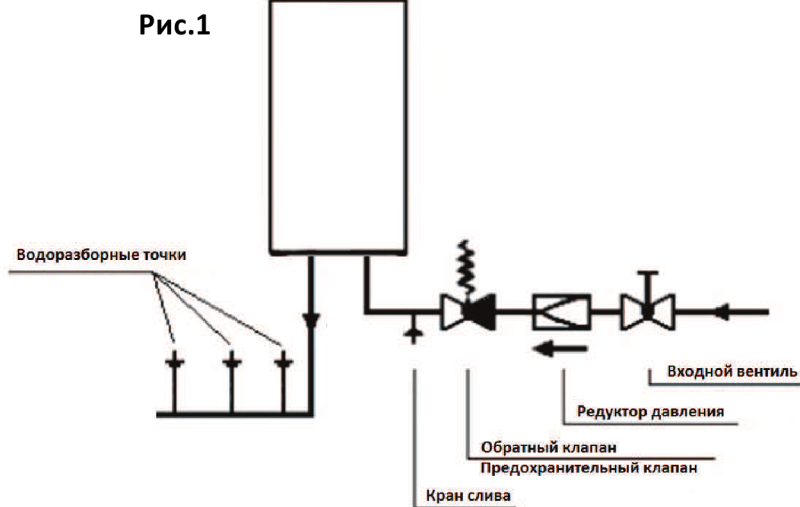 Рис.1
Водоразборные точки
Входной вентиль
Редуктор давления
Обратный клапан
Предохранительный клапан
Кран слива